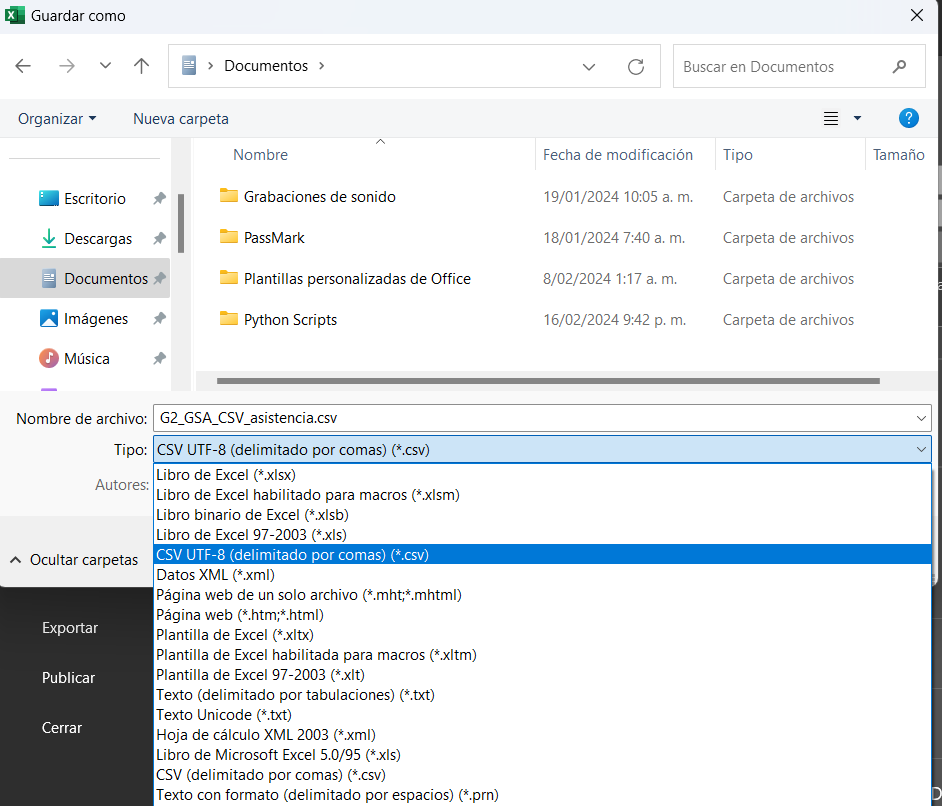 Guardar como
Documentos
Buscar en Documentos
Organizar
Nueva carpeta
?
Nombre
Fecha de modificación
Tipo
Tamaño
Escritorio
Descargas
Documentos
Imágenes
Música
Grabaciones de sonido 19/01/2024 10:05 a. m. Carpeta de archivos
PassMark 18/01/2024 7:40 a. m. Carpeta de archivos
Plantillas personalizadas de Office 8/02/2024 1:17 a. m. Carpeta de archivos
Python Scripts 16/02/2024 9:42 p. m. Carpeta de archivos
Nombre de archivo: G2_GSA_CSV_asistencia.csv
Tipo: CSV UTF-8 (delimitado por comas) (*.csv)
Autores:
Libro de Excel (*.xlsx)
Libro de Excel habilitado para macros (*.xlsm)
Libro binario de Excel (*.xlsb)
Libro de Excel 97-2003 (*.xls)
CSV UTF-8 (delimitado por comas) (*.csv)
Datos XML (*.xml)
Página web de un solo archivo (*.mht;*.mhtml)
Página web (*.htm;*.html)
Plantilla de Excel (*.xltx)
Plantilla de Excel habilitada para macros (*.xltm)
Plantilla de Excel 97-2003 (*.xlt)
Texto (delimitado por tabulaciones) (*.txt)
Texto Unicode (*.txt)
Hoja de cálculo XML 2003 (*.xml)
Libro de Microsoft Excel 5.0/95 (*.xls)
CSV (delimitado por comas) (*.csv)
Texto con formato (delimitado por espacios) (*.prn)
Ocultar carpetas
Exportar
Publicar
Cerrar